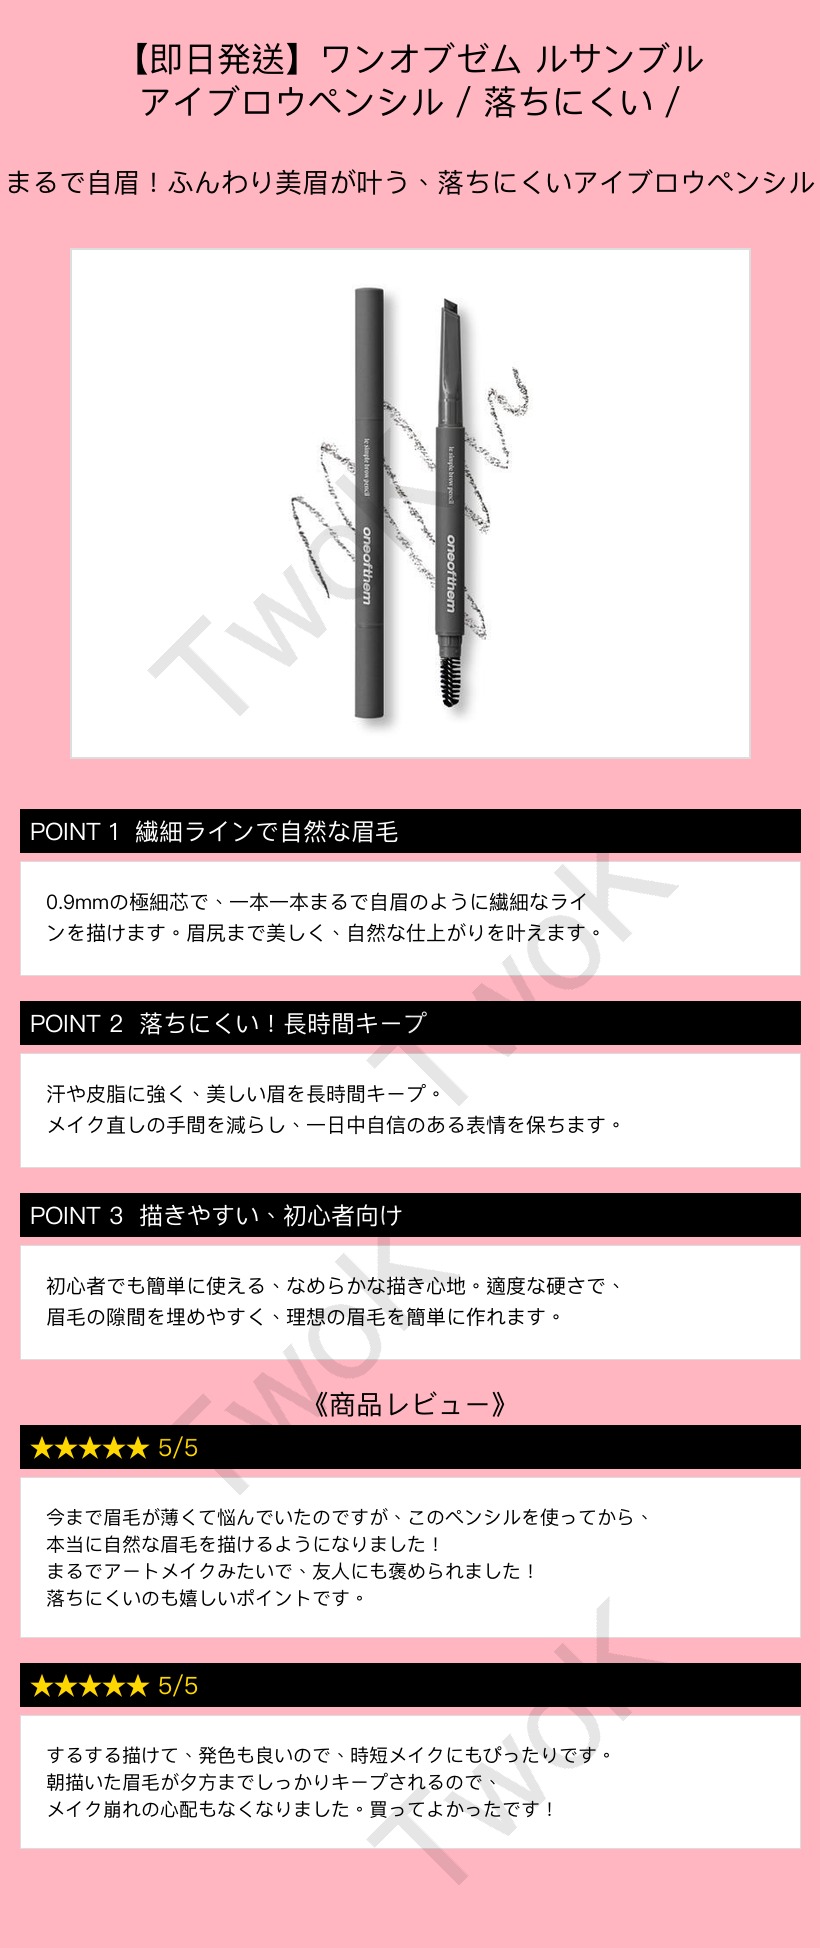 【即日発送】ワンオブゼム ルサンブル
アイブロウペンシル / 落ちにくい /
まるで自眉！ふんわり美眉が叶う、落ちにくいアイブロウペンシル
le simple brow pencil
oneofthem
le simple brow pencil
oneofthem
TwoK
POINT 1 繊細ラインで自然な眉毛
0.9mmの極細芯で、一本一本まるで自眉のように繊細なライ
ンを描けます。眉尻まで美しく、自然な仕上がりを叶えます。
TwoK
POINT 2 落ちにくい！長時間キープ
汗や皮脂に強く、美しい眉を長時間キープ。
メイク直しの手間を減らし、一日中自信のある表情を保ちます。
POINT 3 描きやすい、初心者向け
初心者でも簡単に使える、なめらかな描き心地。適度な硬さで、
眉毛の隙間を埋めやすく、理想の眉毛を簡単に作れます。
TwoK
《商品レビュー》
★★★★★ 5/5
今まで眉毛が薄くて悩んでいたのですが、このペンシルを使ってから、
本当に自然な眉毛を描けるようになりました！
まるでアートメイクみたいで、友人にも褒められました！
落ちにくいのも嬉しいポイントです。
★★★★★ 5/5
するする描けて、発色も良いので、時短メイクにもぴったりです。
朝描いた眉毛が夕方までしっかりキープされるので、
メイク崩れの心配もなくなりました。買ってよかったです！
TwoK